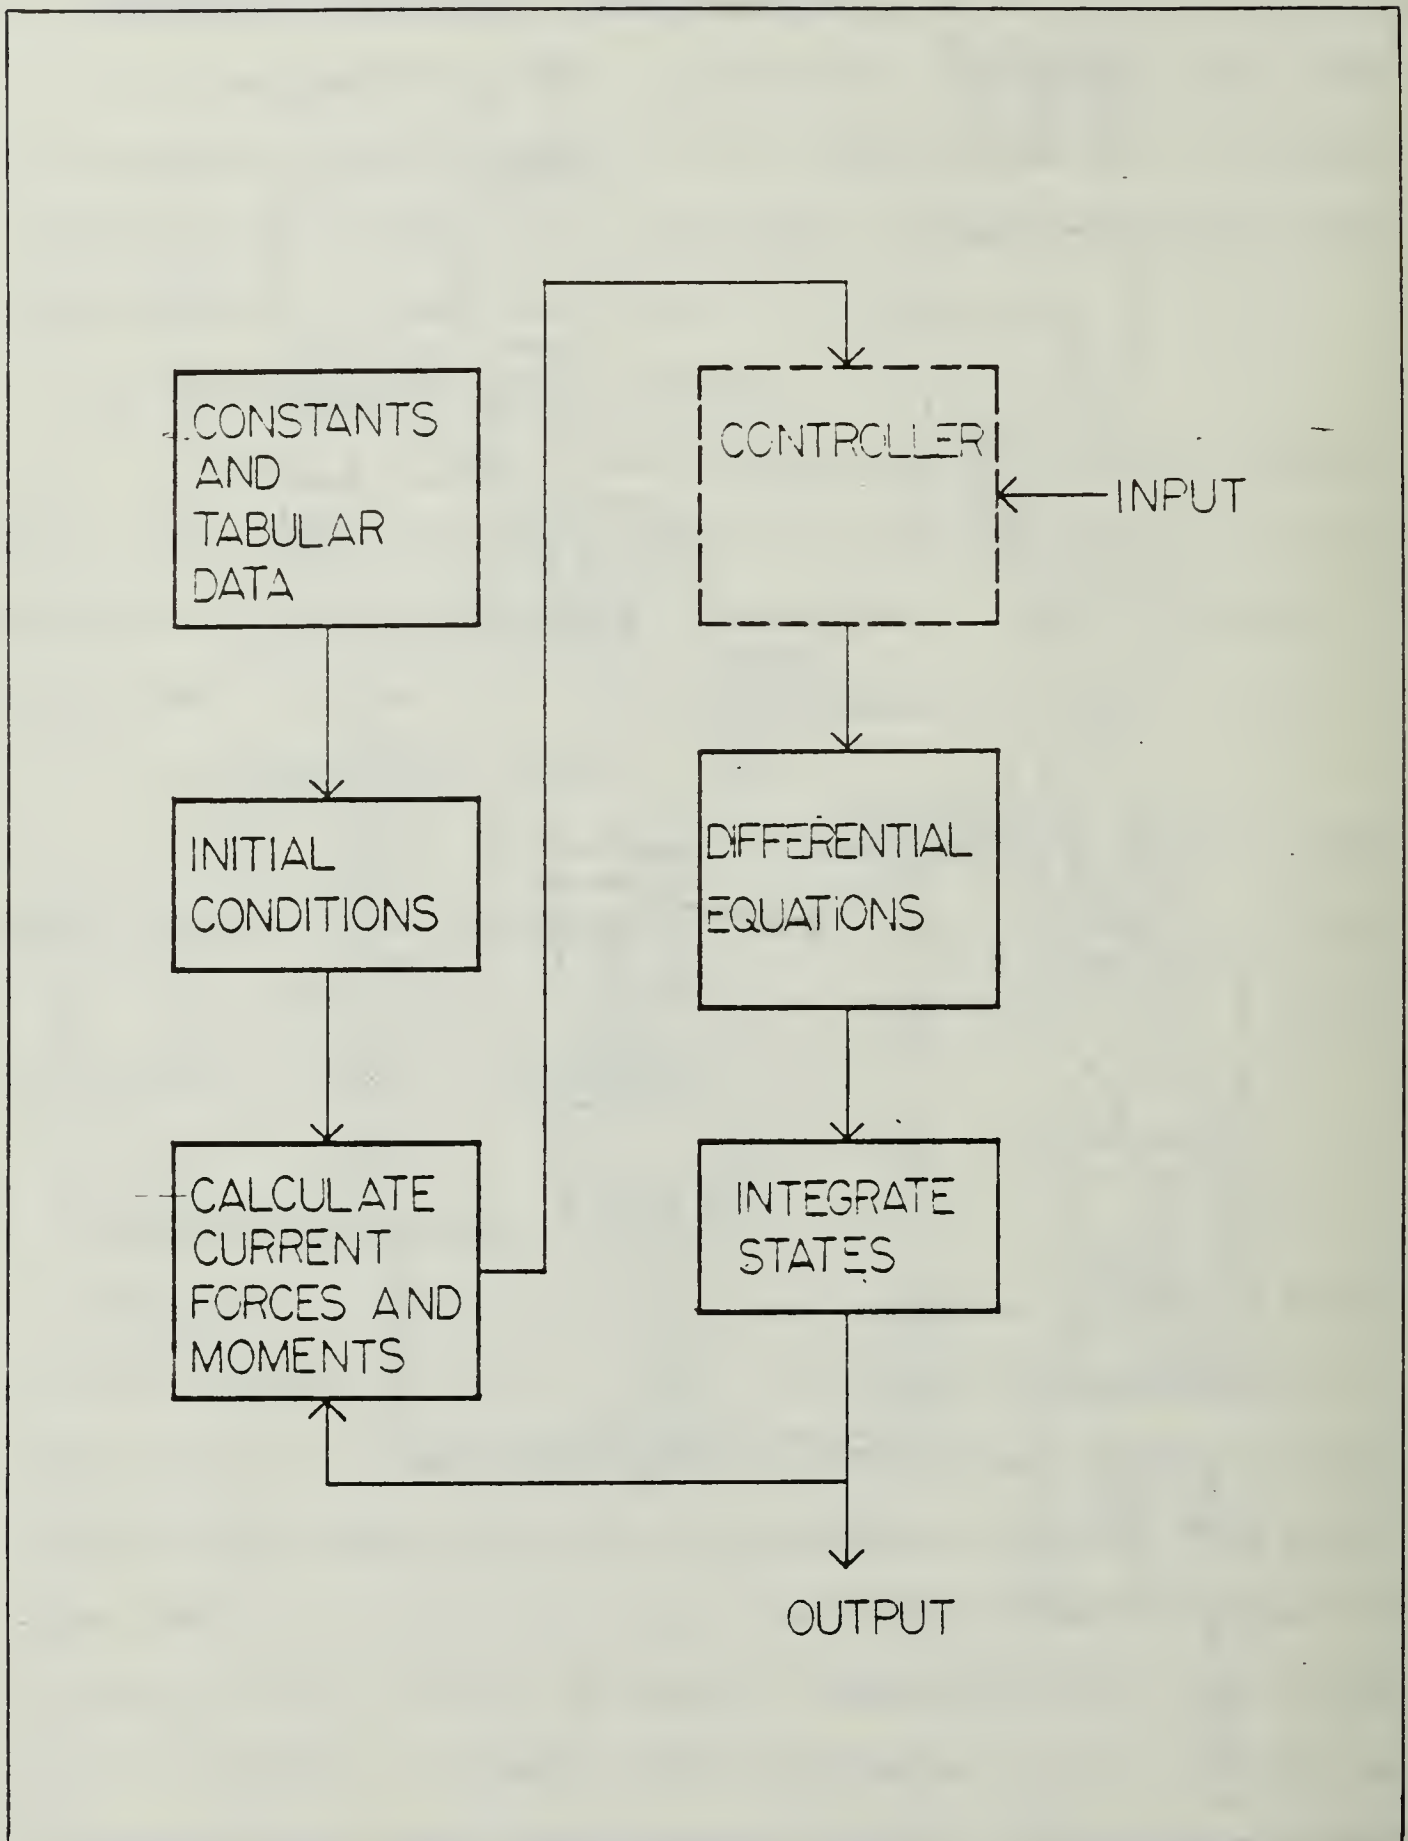 CONSTANTS
AND
TABULAR
DATA
INITIAL
CONDITIONS
CALCULATE
CURRENT
FORCES AND
MOMENTS
CONTROLLER
INPUT
DIFFERENTIAL
EQUATIONS
INTEGRATE
STATES
OUTPUT